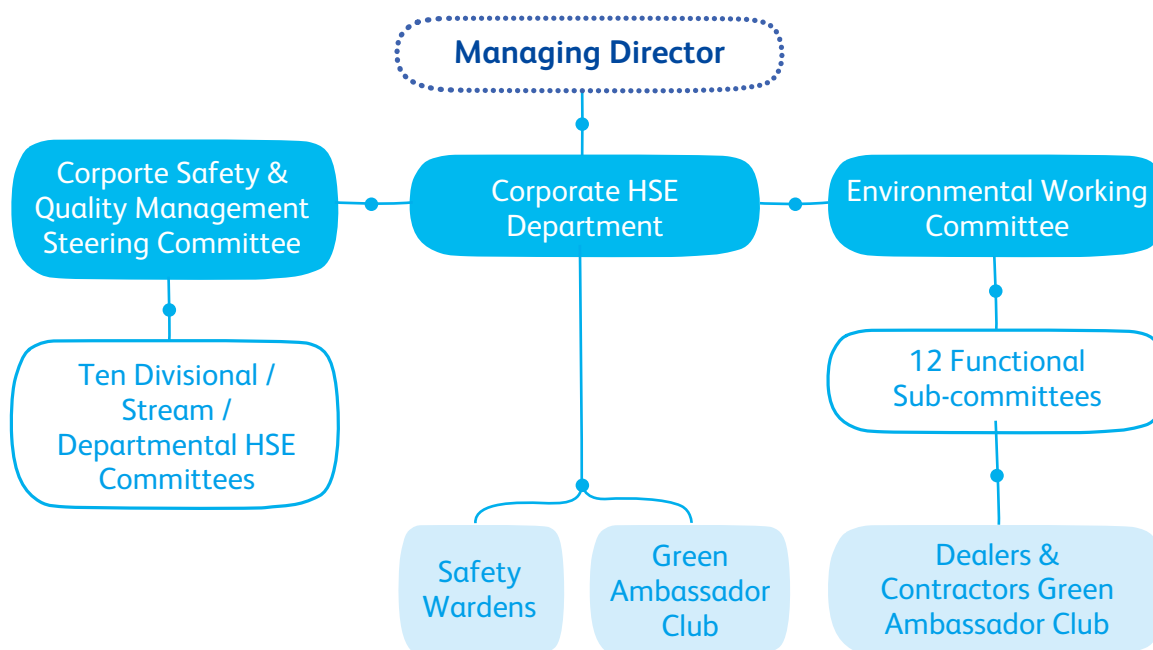 Managing Director
Corporte Safety &
Quality Management
Steering Committee
Corporate HSE
Department
Environmental Working
Committee
Ten Divisional /
Stream /
Departmental HSE
Committees
12 Functional
Sub-committees
Safety
Wardens
Green
Ambassador
Club
Dealers &
Contractors Green
Ambassador Club